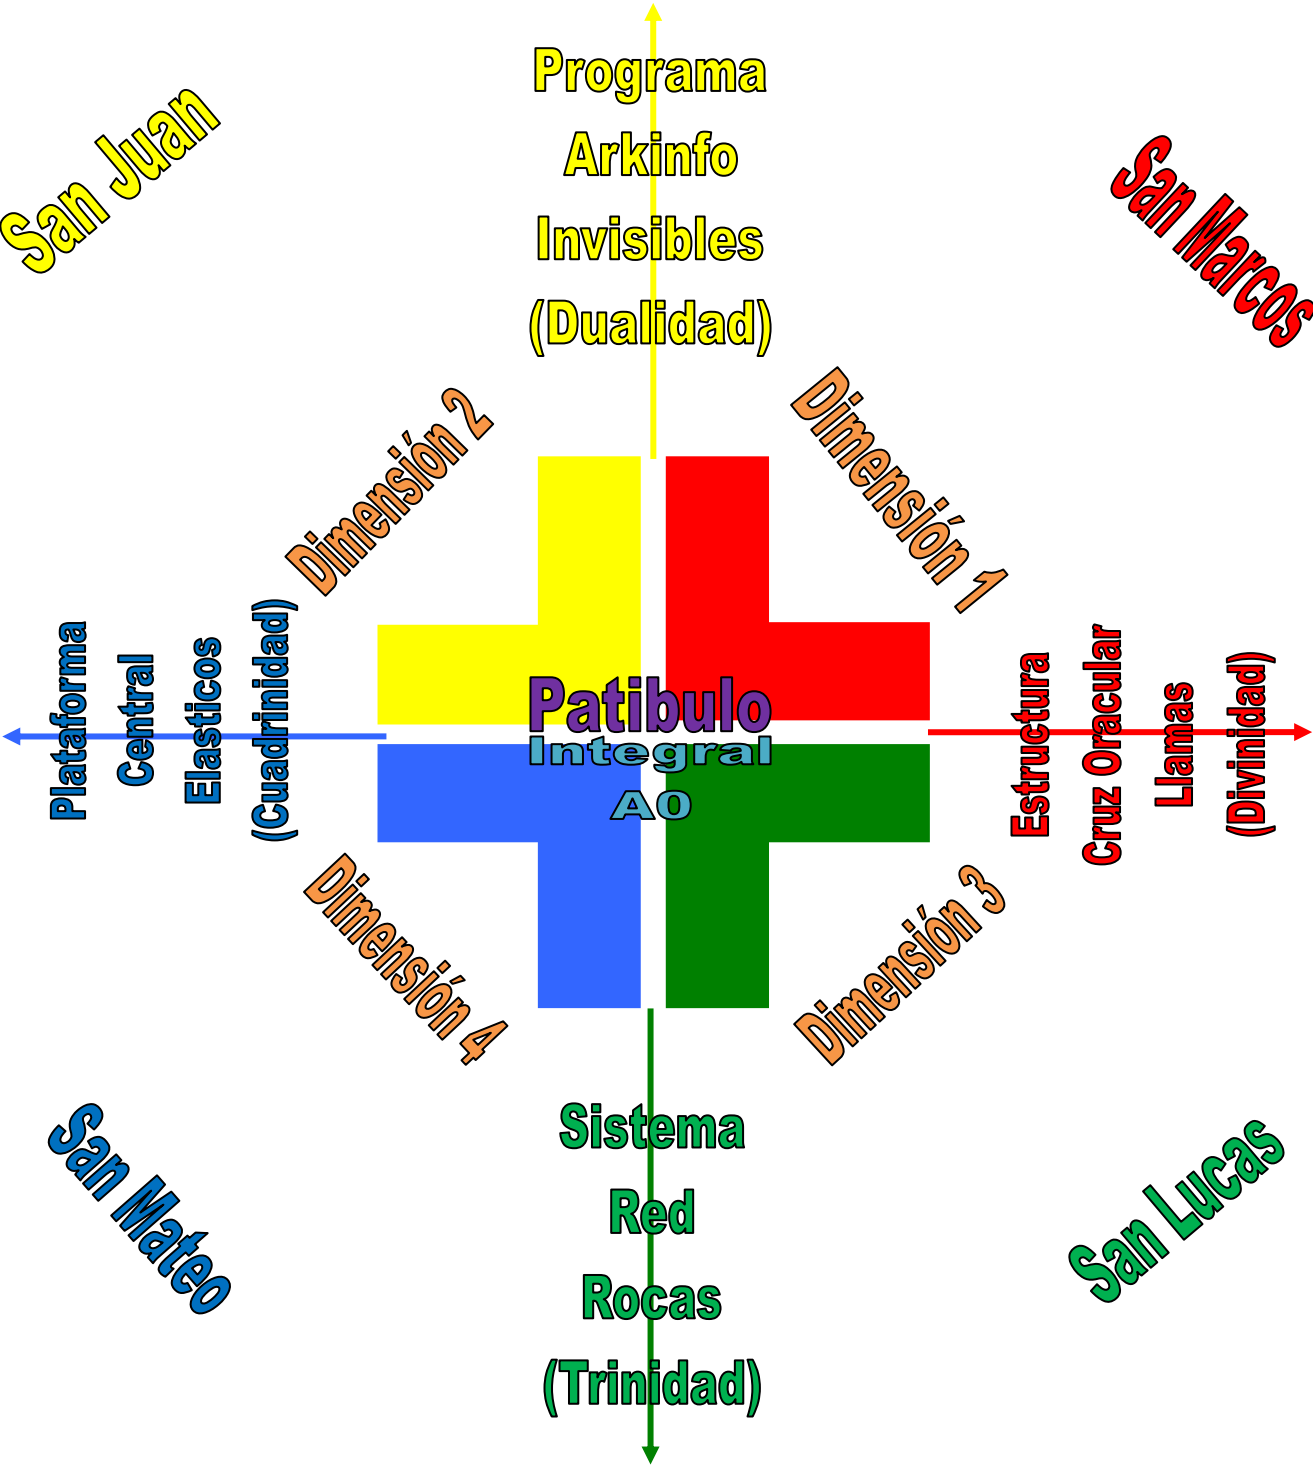 Programa
Arkinfo
Invisibles
(Dualidad)
San Juan
San Marcos
Dimensión 2
Dimensión 1
Plataforma
Central
Elasticos
(Cuadrinidad)
Patibulo
Integral
A0
Estructura
Cruz Oracular
Llamas
(Divinidad)
Dimensión 4
Dimensión 3
San Máteo
San Lucas
Sistema
Red
Rocas
(Trinidad)